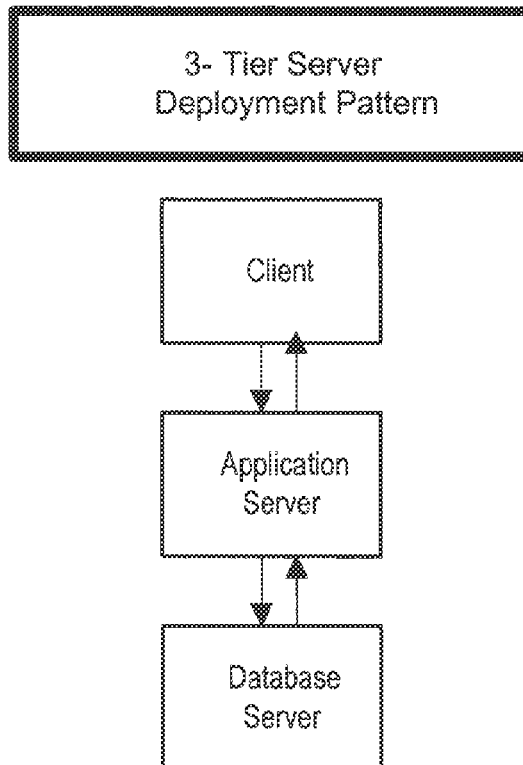 3- Tier Server
Deployment Pattern
Client
Application
Server
Database
Server